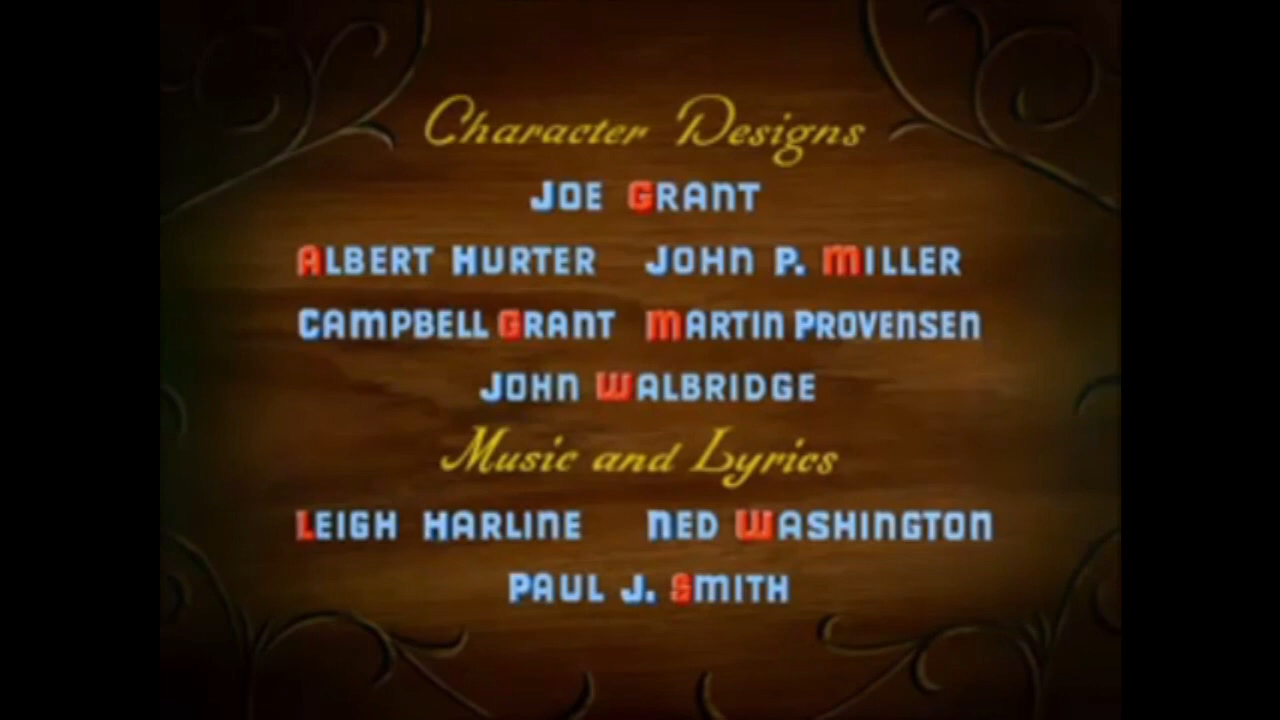 Character Designs
JOE GRANT
ALBERT HURTER JOHN P. MILLER
CAMPBELL GRANT MARTIN PROVENSEN
JOHN WALBRIDGE
Music and Lyrics
LEIGH HARLINE NED WASHINGTON
PAUL J. SMITH